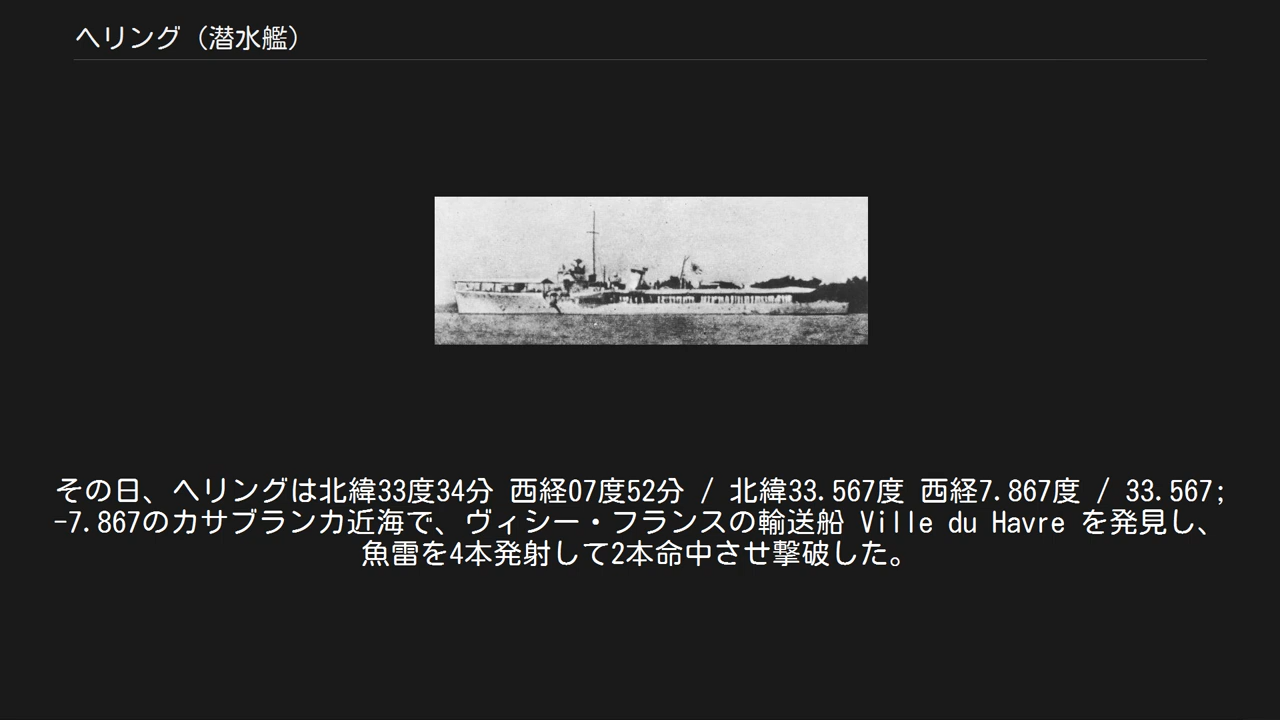 ヘリング (潜水艦)
その日、ヘリングは北緯33度34分 西経07度52分 / 北緯33.567度 西経7.867度 / 33.567;
-7.867のカサブランカ近海で、ヴィシー・フランスの輸送船 Ville du Havre を発見し、
魚雷を4本発射して2本命中させ撃破した。